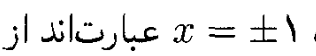 ، x = ±۱ عبارت‌اند از